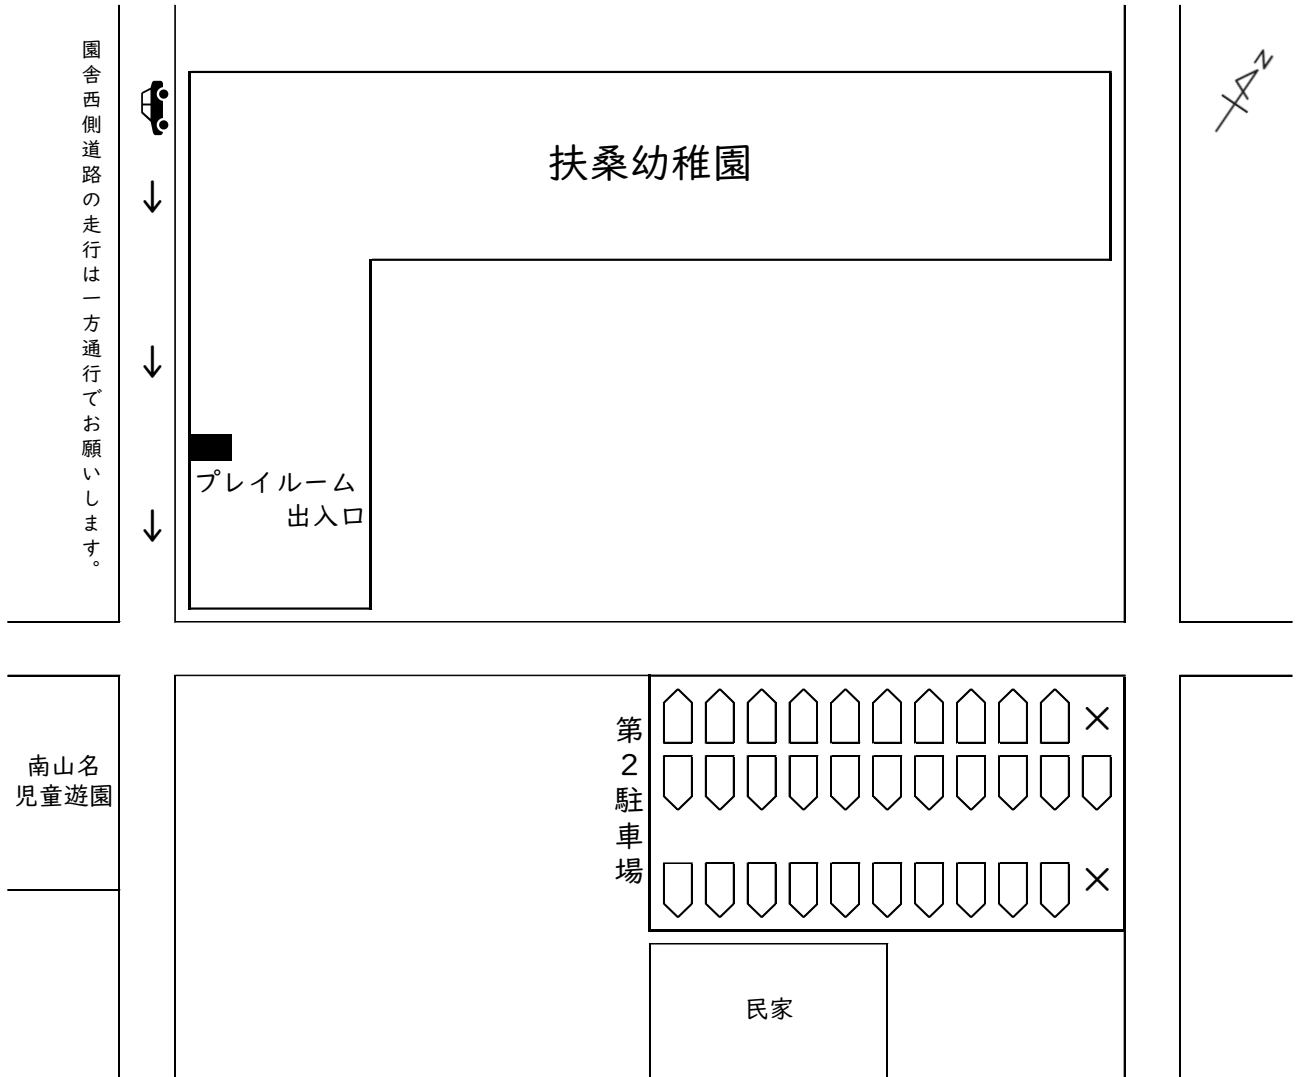 園舎西側道路の走行は一方通行でお願いします。
N
扶桑幼稚園
プレイルーム
出入口
南山名
児童遊園
第2駐車場
民家